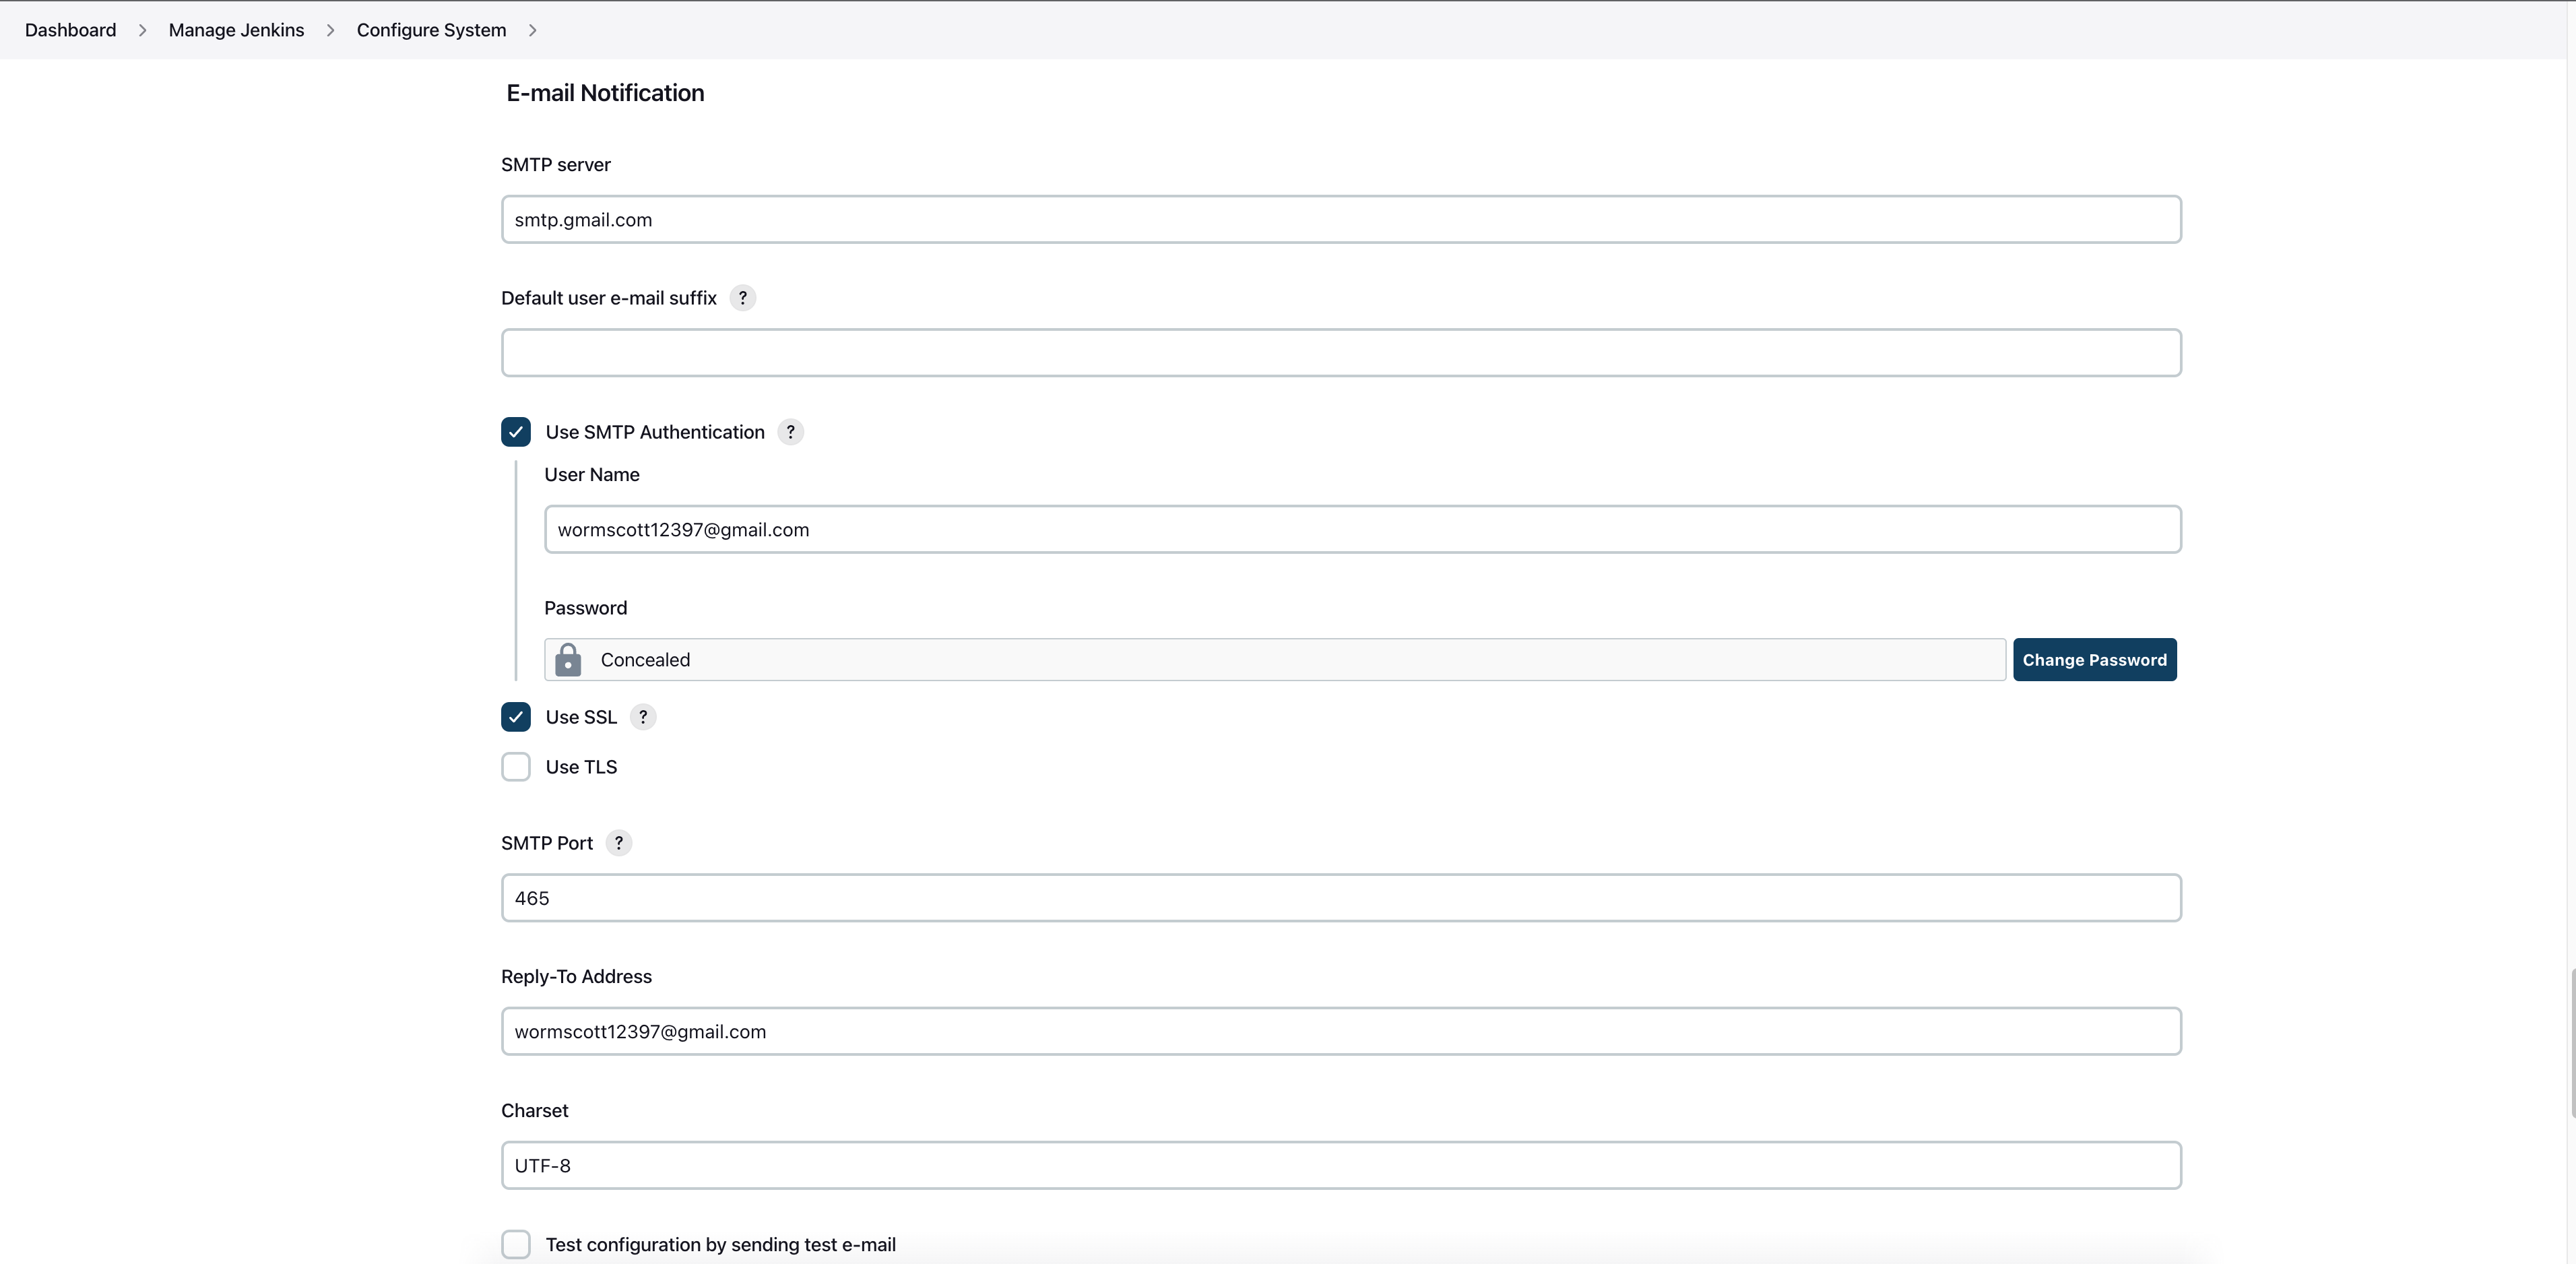 Dashboard > Manage Jenkins > Configure System >
E-mail Notification
SMTP server
smtp.gmail.com
Default user e-mail suffix ?
Use SMTP Authentication ?
User Name
wormscott12397@gmail.com
Password
Concealed Change Password
Use SSL ?
Use TLS
SMTP Port ?
465
Reply-To Address
wormscott12397@gmail.com
Charset
UTF-8
Test configuration by sending test e-mail